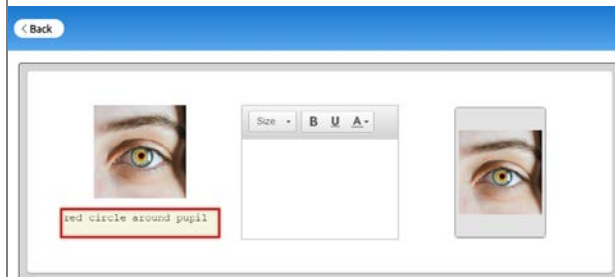 < Back
Size B U A
red circle around pupil